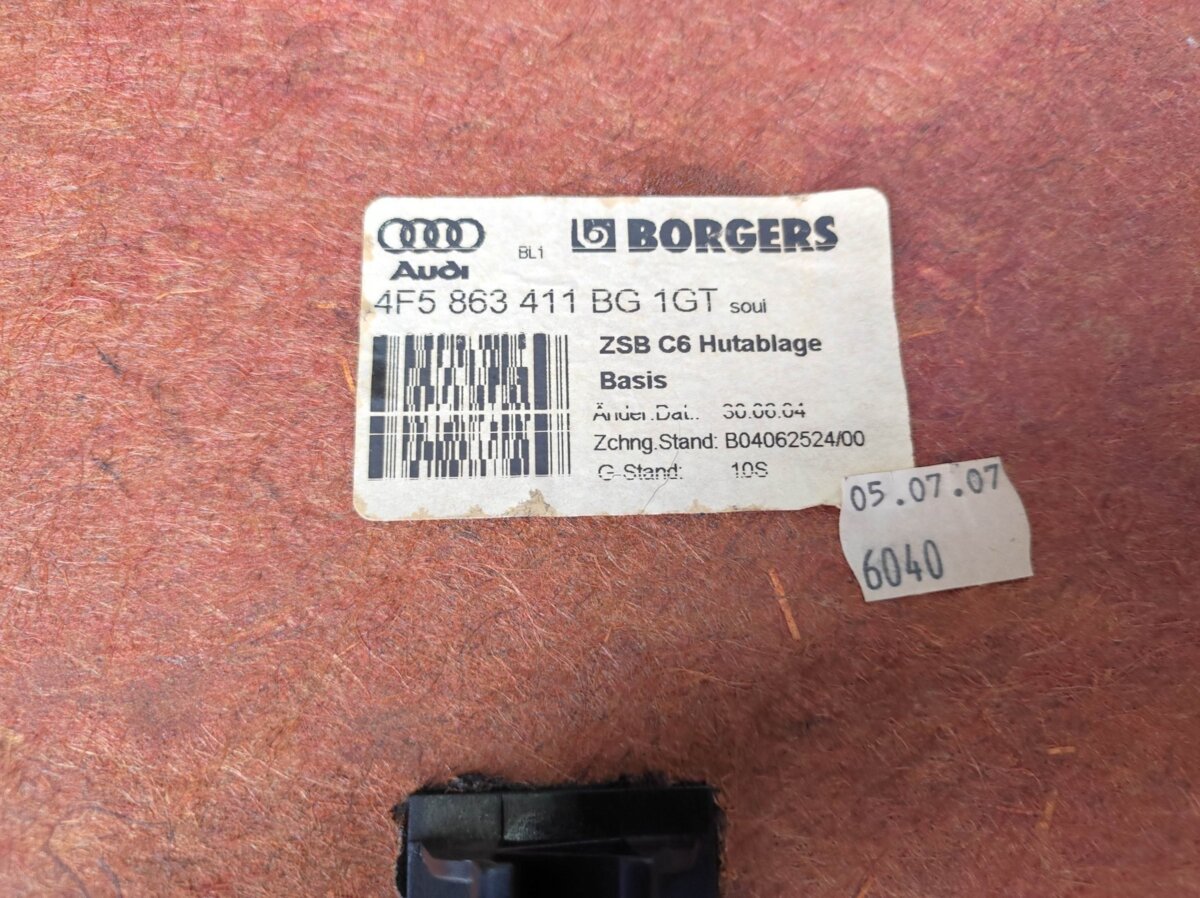 Audi
BL1
BORGERS
4F5 863 411 BG 1GT soui
ZSB C6 Hutablage
Basis
Änder.Dat.: 30.06.04
Zchng.Stand: B04062524/00
G-Stand: 10S
05.07.07
6040